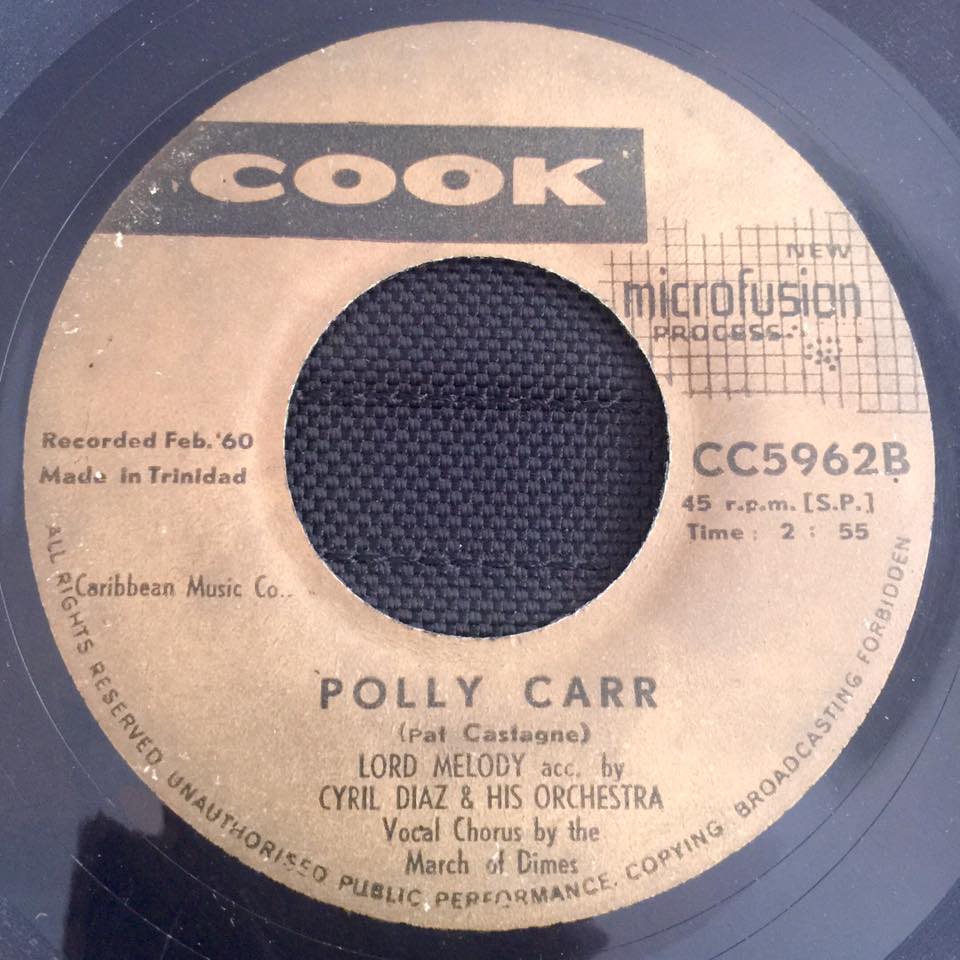 COOK
NEW
microfusion
PROCESS
Recorded Feb. '60
Made in Trinidad
CC5962B
45 r.p.m. [S.P.]
Time : 2 : 55
Caribbean Music Co..
POLLY CARR
(Pat Castagne)
LORD MELODY acc. by
CYRIL DIAZ & HIS ORCHESTRA
Vocal Chorus by the
March of Dimes
ALL RIGHTS RESERVED UNAUTHORISED PUBLIC PERFORMANCE. COPYING BROADCASTING FORBIDDEN